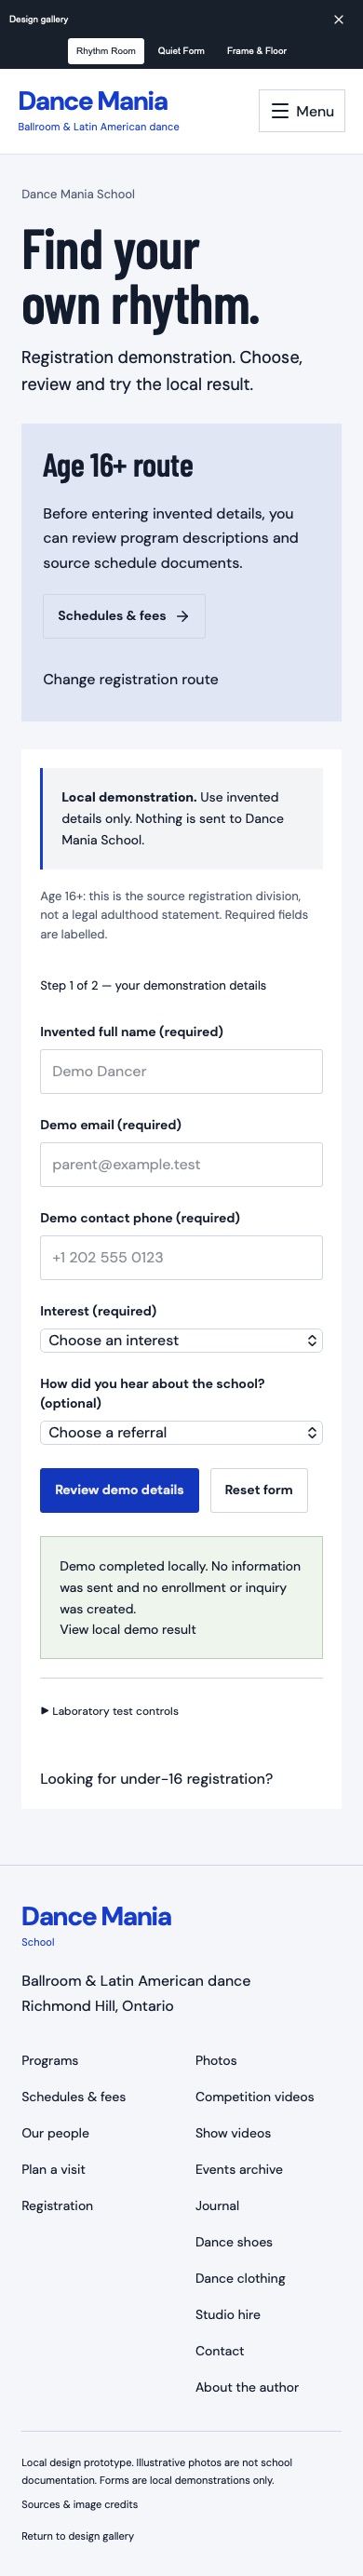 Design gallery
Rhythm Room
Quiet Form
Frame & Floor
Dance Mania
Ballroom & Latin American dance
Menu
Dance Mania School
Find your
own rhythm.
Registration demonstration. Choose,
review and try the local result.
Age 16+ route
Before entering invented details, you
can review program descriptions and
source schedule documents.
Schedules & fees →
Change registration route
Local demonstration. Use invented
details only. Nothing is sent to Dance
Mania School.
Age 16+: this is the source registration division,
not a legal adulthood statement. Required fields
are labelled.
Step 1 of 2 — your demonstration details
Invented full name (required)
Demo Dancer
Demo email (required)
parent@example.test
Demo contact phone (required)
+1 202 555 0123
Interest (required)
Choose an interest
How did you hear about the school?
(optional)
Choose a referral
Review demo details
Reset form
Demo completed locally. No information
was sent and no enrollment or inquiry
was created.
View local demo result
Laboratory test controls
Looking for under-16 registration?
Dance Mania
School
Ballroom & Latin American dance
Richmond Hill, Ontario
Programs
Schedules & fees
Our people
Plan a visit
Registration
Photos
Competition videos
Show videos
Events archive
Journal
Dance shoes
Dance clothing
Studio hire
Contact
About the author
Local design prototype. Illustrative photos are not school
documentation. Forms are local demonstrations only.
Sources & image credits
Return to design gallery